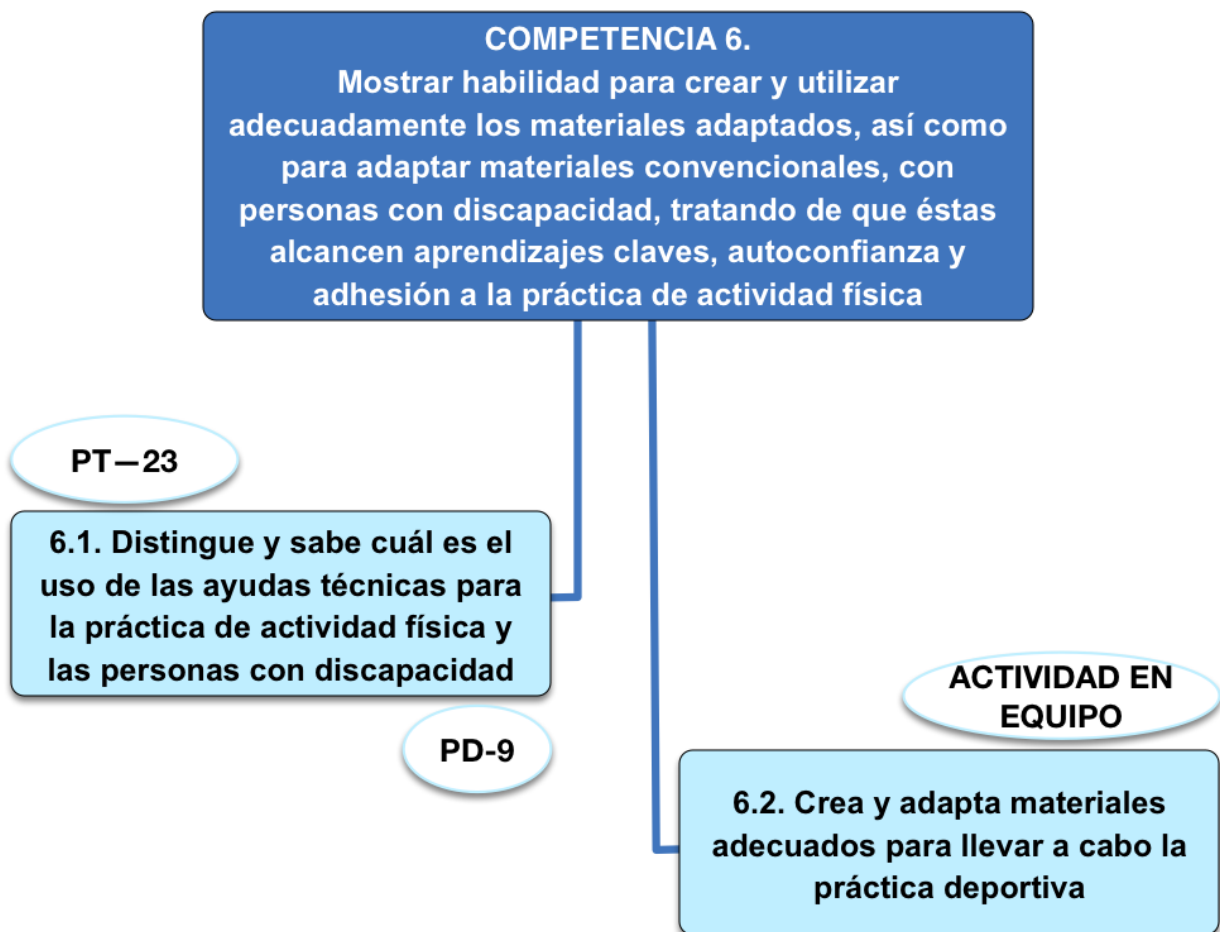 COMPETENCIA 6.
Mostrar habilidad para crear y utilizar
adecuadamente los materiales adaptados, así como
para adaptar materiales convencionales, con
personas con discapacidad, tratando de que éstas
alcancen aprendizajes claves, autoconfianza y
adhesión a la práctica de actividad física
PT—23
6.1. Distingue y sabe cuál es el
uso de las ayudas técnicas para
la práctica de actividad física y
las personas con discapacidad
PD-9
ACTIVIDAD EN
EQUIPO
6.2. Crea y adapta materiales
adecuados para llevar a cabo la
práctica deportiva